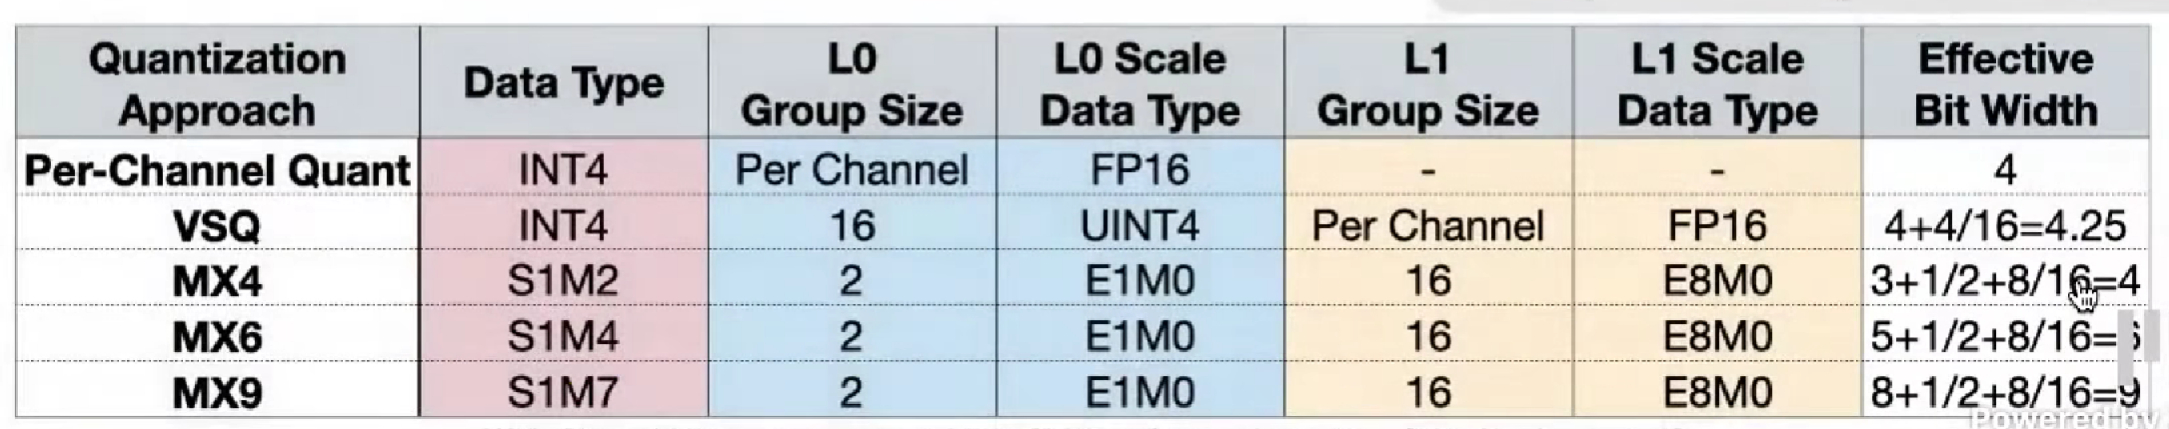 Quantization Approach | Data Type | L0 Group Size | L0 Scale Data Type | L1 Group Size | L1 Scale Data Type | Effective Bit Width
Per-Channel Quant | INT4 | Per Channel | FP16 | - | - | 4
VSQ | INT4 | 16 | UINT4 | Per Channel | FP16 | 4+4/16=4.25
MX4 | S1M2 | 2 | E1M0 | 16 | E8M0 | 3+1/2+8/16=4
MX6 | S1M4 | 2 | E1M0 | 16 | E8M0 | 5+1/2+8/16=6
MX9 | S1M7 | 2 | E1M0 | 16 | E8M0 | 8+1/2+8/16=9
Powered by